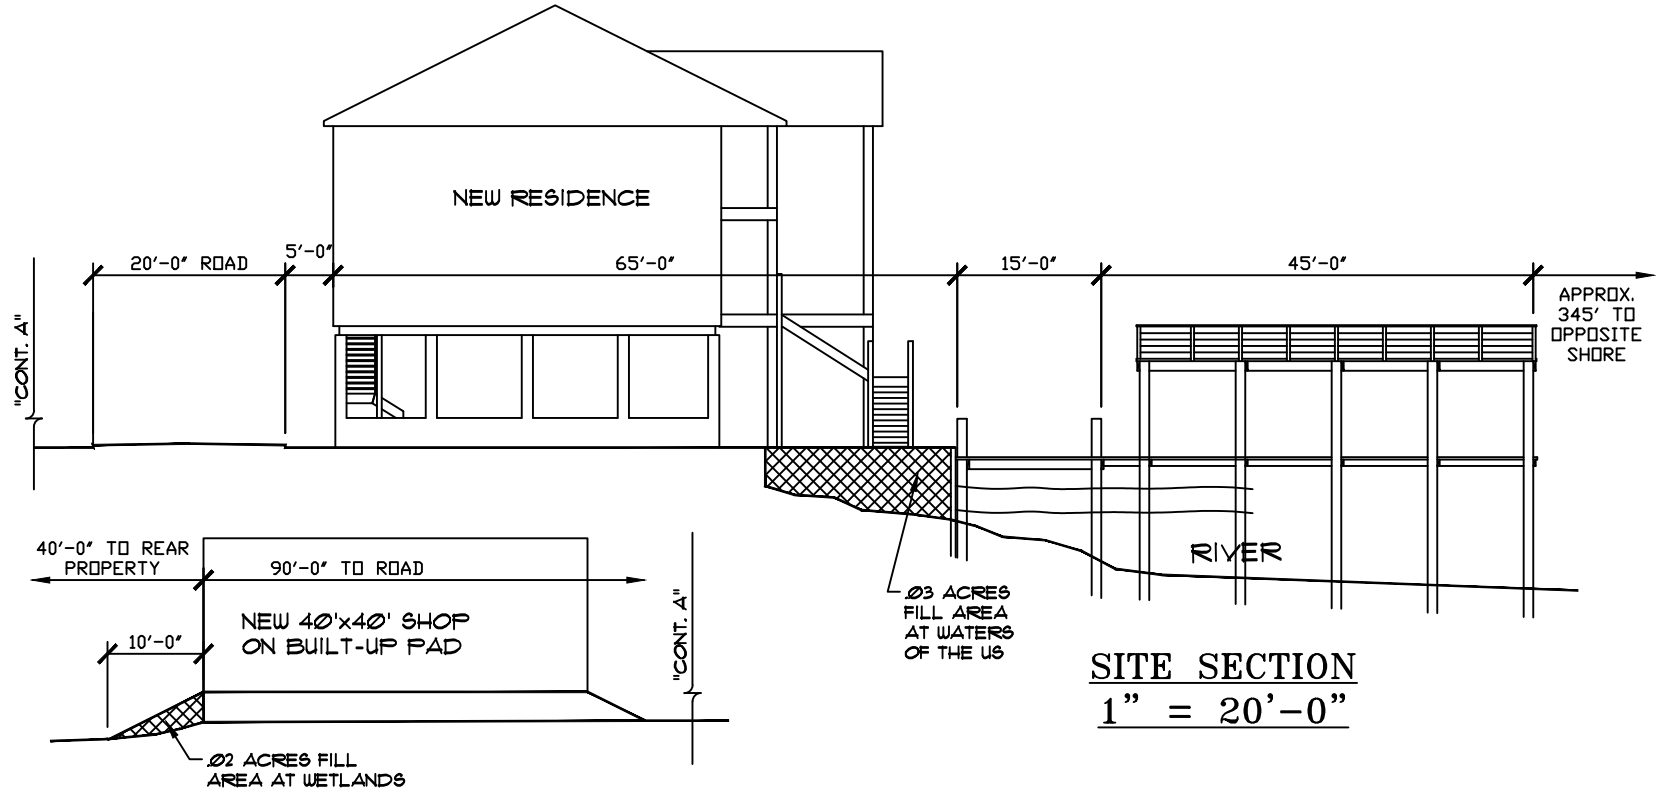 NEW RESIDENCE
5'-0"
20'-0" ROAD
65'-0"
15'-0"
45'-0"
APPROX.
345' TO
OPPOSITE
SHORE
"CONT. A"
RIVER
.03 ACRES
FILL AREA
AT WATERS
OF THE US
40'-0" TO REAR
PROPERTY
90'-0" TO ROAD
NEW 40'x40' SHOP
ON BUILT-UP PAD
10'-0"
"CONT. A"
.02 ACRES FILL
AREA AT WETLANDS
SITE SECTION
1" = 20'-0"